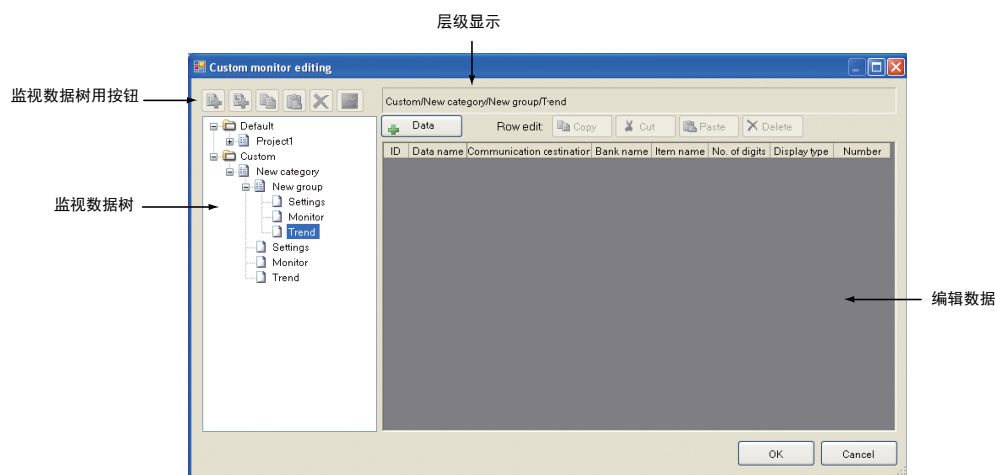 层级显示
Custom monitor editing
监视数据树用按钮
Custom/New category/New group/Trend
Data
Row edit: Copy Cut Paste Delete
ID Data name Communication cestination Bank name Item name No. of digits Display type Number
Default
Project1
Custom
New category
New group
Settings
Monitor
Trend
Settings
Monitor
Trend
监视数据树
编辑数据
OK Cancel